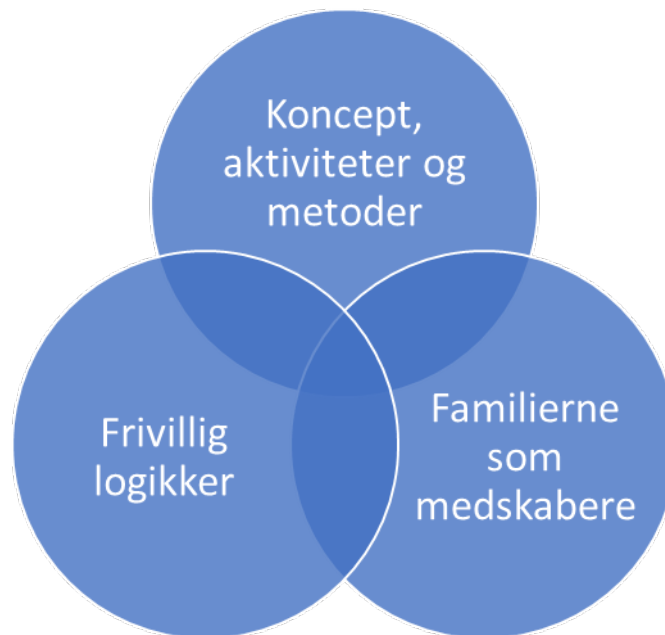 Koncept,
aktiviteter og
metoder
Frivillig
logikker
Familierne
som
medskabere